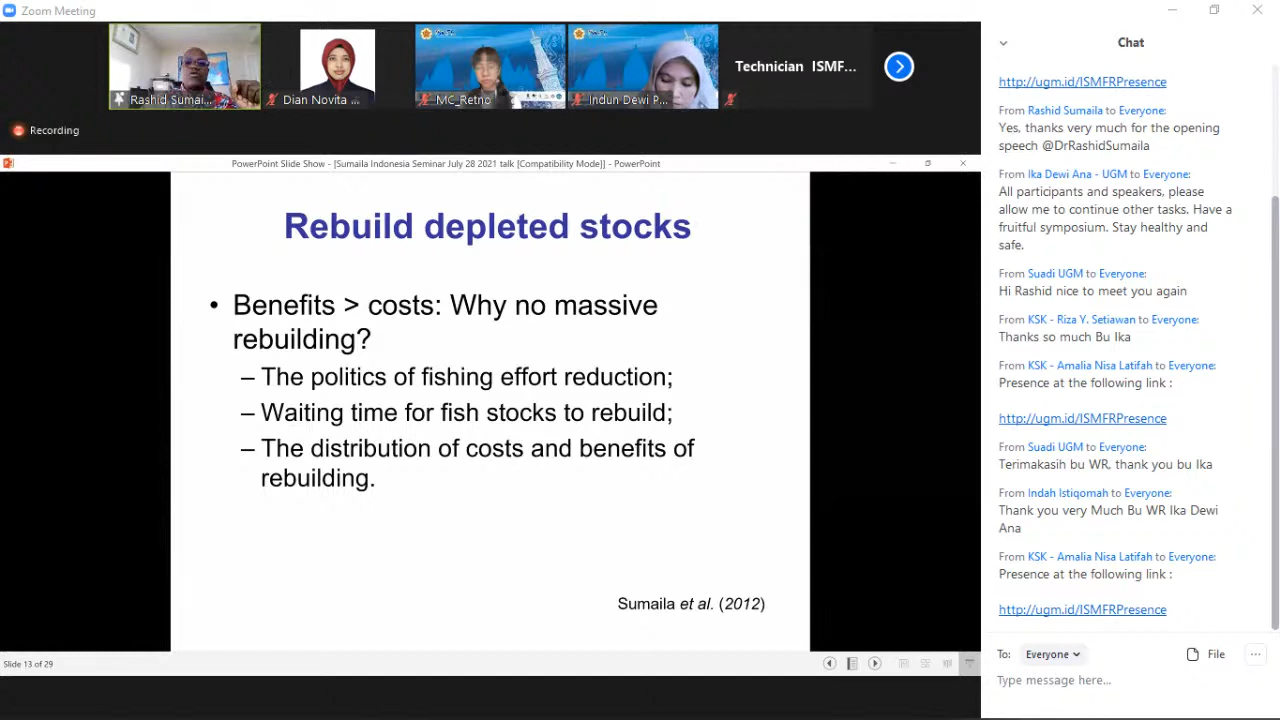 Zoom Meeting
Rashid Sumai...
Dian Novita ...
MC_Retno
Indun Dewi P...
Technician ISMF...
Recording
PowerPoint Slide Show - [Sumaila Indonesia Seminar July 28 2021 talk [Compatibility Mode]] - PowerPoint
Rebuild depleted stocks
• Benefits > costs: Why no massive
rebuilding?
– The politics of fishing effort reduction;
– Waiting time for fish stocks to rebuild;
– The distribution of costs and benefits of
rebuilding.
Sumaila et al. (2012)
Slide 13 of 29
Chat
http://ugm.id/ISMFRPresence
From Rashid Sumaila to Everyone:
Yes, thanks very much for the opening
speech @DrRashidSumaila
From Ika Dewi Ana - UGM to Everyone:
All participants and speakers, please
allow me to continue other tasks. Have a
fruitful symposium. Stay healthy and
safe.
From Suadi UGM to Everyone:
Hi Rashid nice to meet you again
From KSK - Riza Y. Setiawan to Everyone:
Thanks so much Bu Ika
From KSK - Amalia Nisa Latifah to Everyone:
Presence at the following link :
http://ugm.id/ISMFRPresence
From Suadi UGM to Everyone:
Terimakasih bu WR, thank you bu Ika
From Indah Istiqomah to Everyone:
Thank you very Much Bu WR Ika Dewi
Ana
From KSK - Amalia Nisa Latifah to Everyone:
Presence at the following link :
http://ugm.id/ISMFRPresence
To: Everyone
File
...
Type message here...